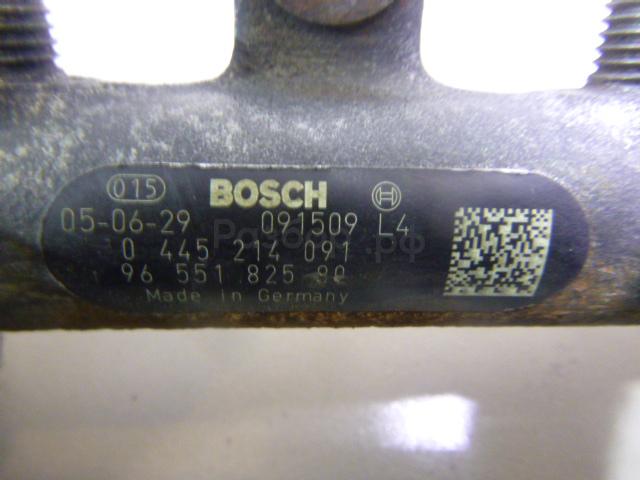 015 BOSCH
05-06-29 091509 L4
0 445 214 091
96 551 825 80
Made in Germany